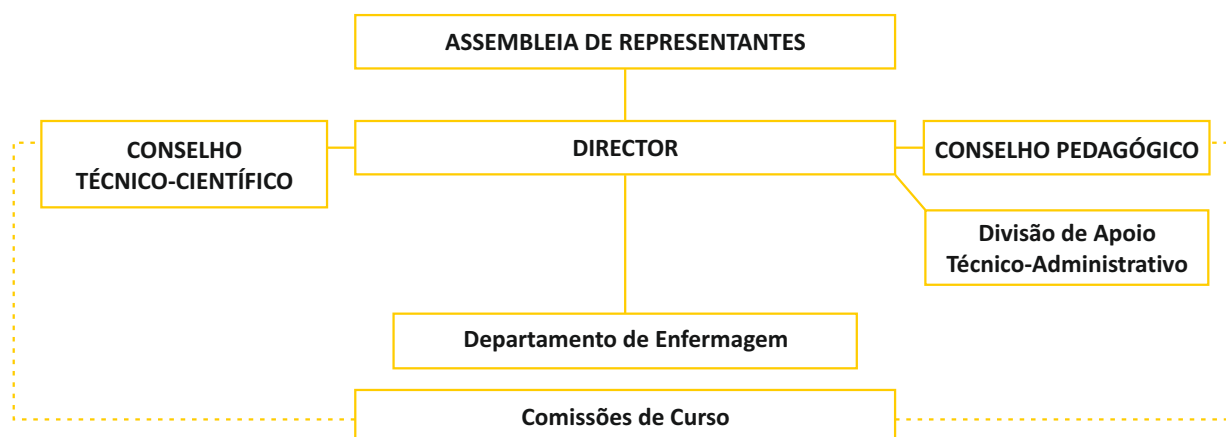 ASSEMBLEIA DE REPRESENTANTES
CONSELHO
TÉCNICO-CIENTÍFICO
DIRECTOR
CONSELHO PEDAGÓGICO
Divisão de Apoio
Técnico-Administrativo
Departamento de Enfermagem
Comissões de Curso